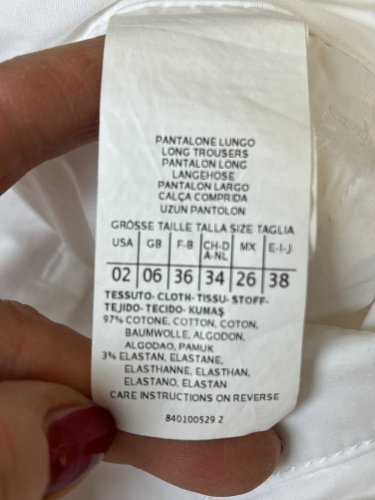 PANTALONE LUNGO
LONG TROUSERS
PANTALON LONG
LANGEHOSE
PANTALON LARGO
CALÇA COMPRIDA
UZUN PANTOLON
GRÖSSE TAILLE TALLA SIZE TAGLIA
USA GB F-B CH-D A-NL MX E-I-J
02 06 36 34 26 38
TESSUTO- CLOTH- TISSU- STOFF-
TEJIDO- TECIDO- KUMAŞ
97% COTONE, COTTON, COTON,
BAUMWOLLE, ALGODON,
ALGODAO, PAMUK
3% ELASTAN, ELASTANE,
ELASTHANNE, ELASTHAN,
ELASTANO, ELASTAN
CARE INSTRUCTIONS ON REVERSE
840100529 2